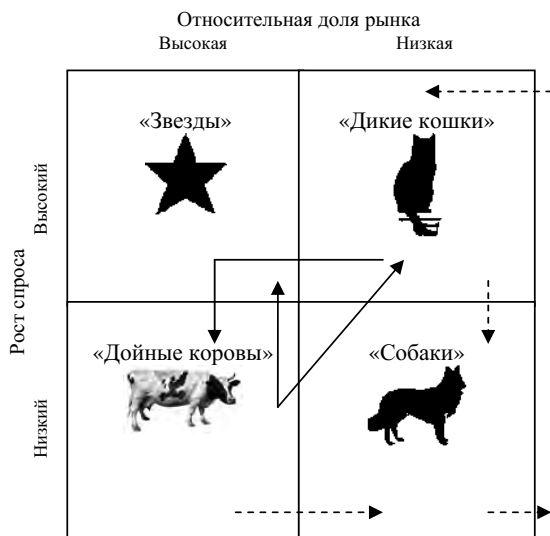 Относительная доля рынка
Высокая
Низкая
Рост спроса
Высокий
Низкий
«Звезды»
«Дикие кошки»
«Дойные коровы»
«Собаки»